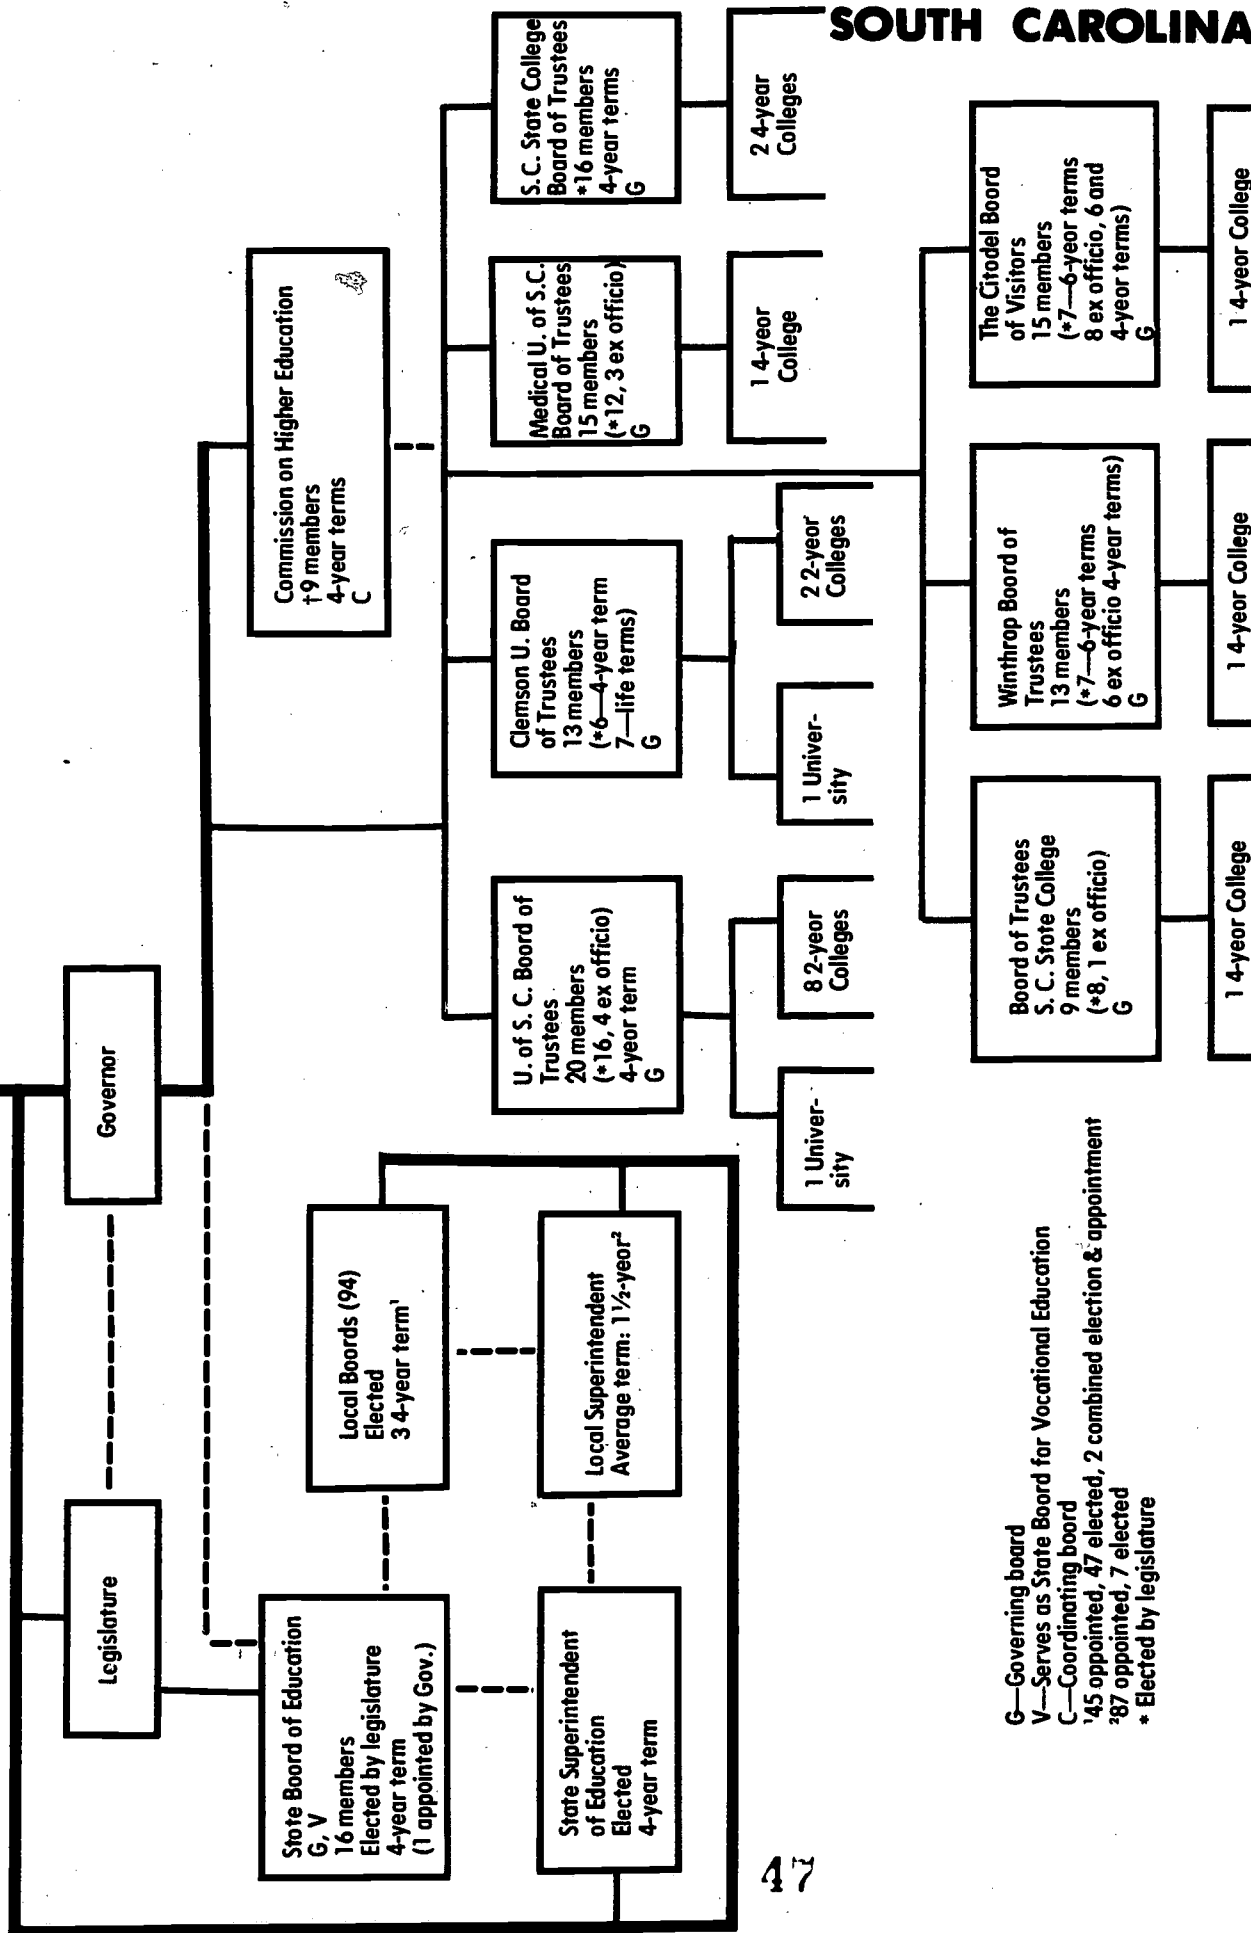 SOUTH CAROLINA
Governor
Legislature
State Board of Education
G, V
16 members
Elected by legislature
4-year term
(1 appointed by Gov.)
Local Boards (94)
Elected
3 4-year term¹
State Superintendent
of Education
Elected
4-year term
Local Superintendent
Average term: 1 ½-year²
Commission on Higher Education
†9 members
4-year terms
C
U. of S. C. Board of
Trustees
20 members
(*16, 4 ex officio)
4-year term
G
1 Univer-
sity
8 2-year
Colleges
Clemson U. Board
of Trustees
13 members
(*6—4-year term
7—life terms)
G
1 Univer-
sity
2 2-year
Colleges
Medical U. of S.C.
Board of Trustees
15 members
(*12, 3 ex officio)
G
1 4-year
College
S.C. State College
Board of Trustees
*16 members
4-year terms
G
2 4-year
Colleges
Board of Trustees
S. C. State College
9 members
(*8, 1 ex officio)
G
1 4-year College
Winthrop Board of
Trustees
13 members
(*7—6-year terms
6 ex officio 4-year terms)
G
1 4-year College
The Citodel Board
of Visitors
15 members
(*7—6-year terms
8 ex officio, 6 and
4-year terms)
G
1 4-year College
G—Governing board
V—Serves as State Board for Vocational Education
C—Coordinating board
¹45 oppointed, 47 elected, 2 combined election & appointment
²87 oppointed, 7 elected
* Elected by legislature
47